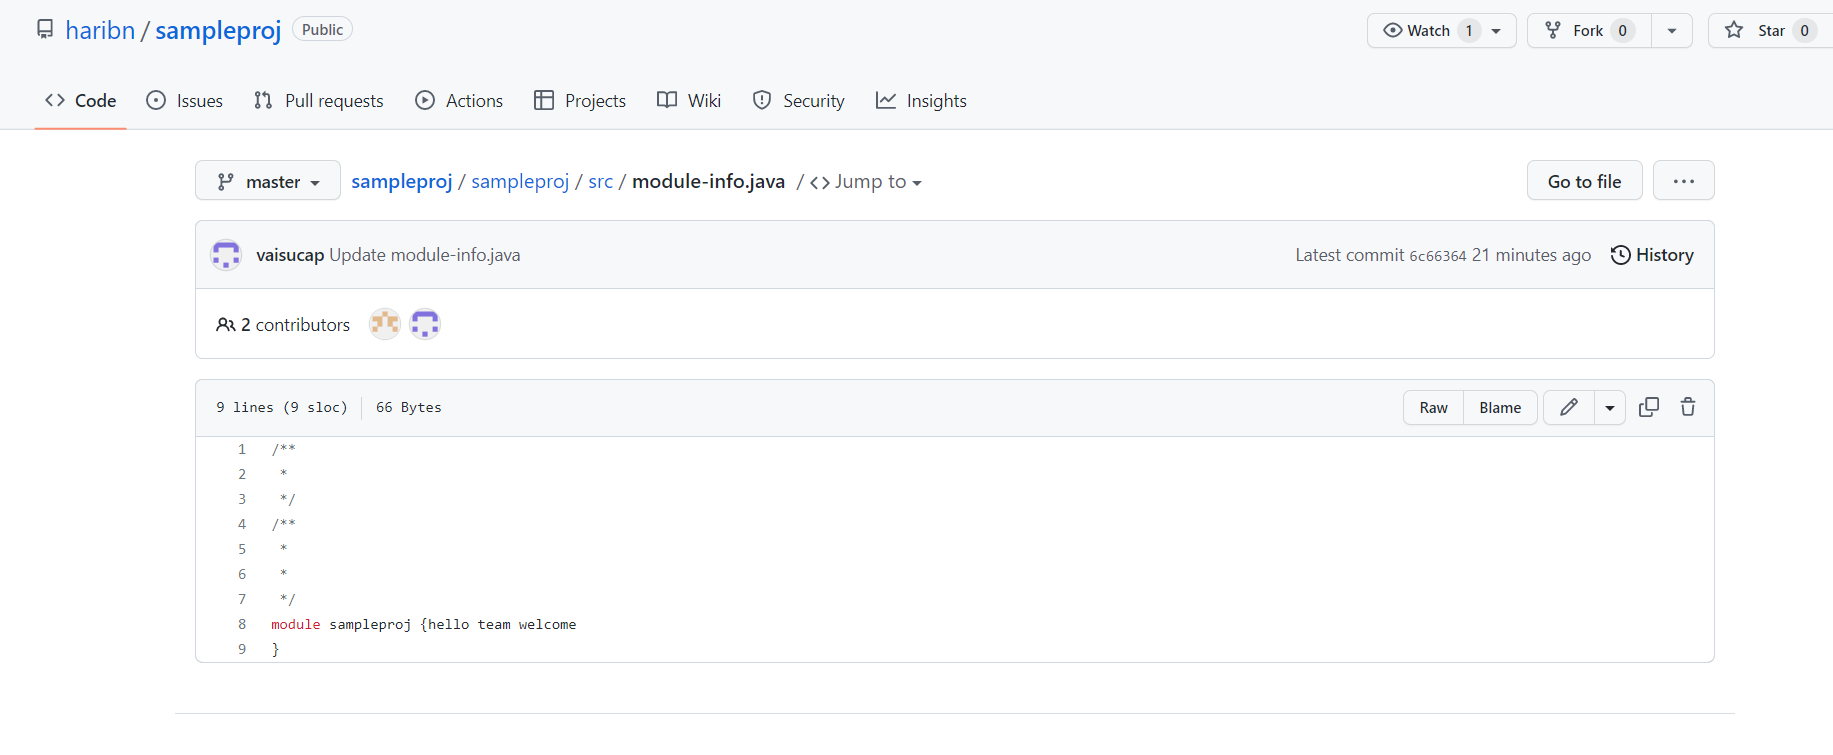 haribn / sampleproj Public
Watch 1 Fork 0 Star 0
Code Issues Pull requests Actions Projects Wiki Security Insights
master sampleproj / sampleproj / src / module-info.java / <> Jump to
Go to file ...
vaisucap Update module-info.java
Latest commit 6c66364 21 minutes ago History
2 contributors
9 lines (9 sloc) 66 Bytes
Raw Blame
1 /**
2  *
3  */
4 /**
5  *
6  *
7  */
8 module sampleproj {hello team welcome
9 }